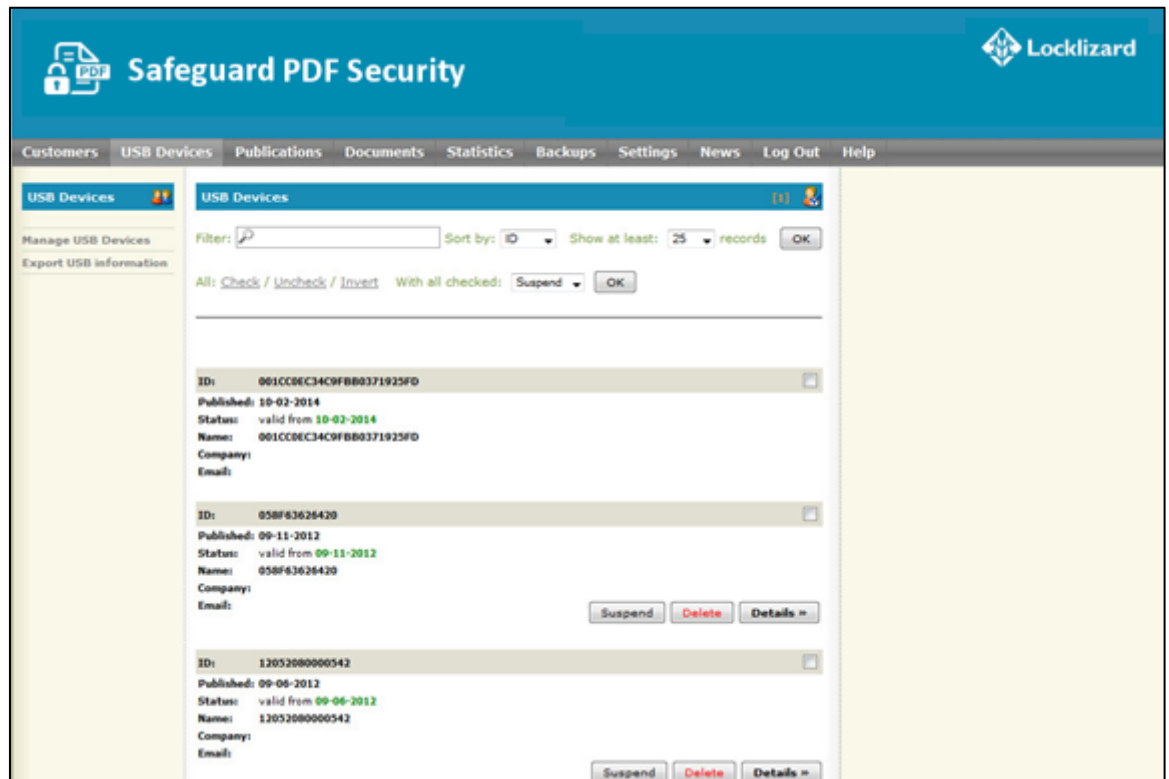 PDF
Safeguard PDF Security
Locklizard
Customers USB Devices Publications Documents Statistics Backups Settings News Log Out Help
USB Devices
Manage USB Devices
Export USB information
USB Devices [1]
Filter: Sort by: ID Show at least: 25 records OK
All: Check / Uncheck / Invert With all checked: Suspend OK
ID: 001CC0EC34C9FBB0371925FD
Published: 10-02-2014
Status: valid from 10-02-2014
Name: 001CC0EC34C9FBB0371925FD
Company:
Email:
ID: 058F63626420
Published: 09-11-2012
Status: valid from 09-11-2012
Name: 058F63626420
Company:
Email:
Suspend Delete Details »
ID: 12052080000542
Published: 09-06-2012
Status: valid from 09-06-2012
Name: 12052080000542
Company:
Email:
Suspend Delete Details »